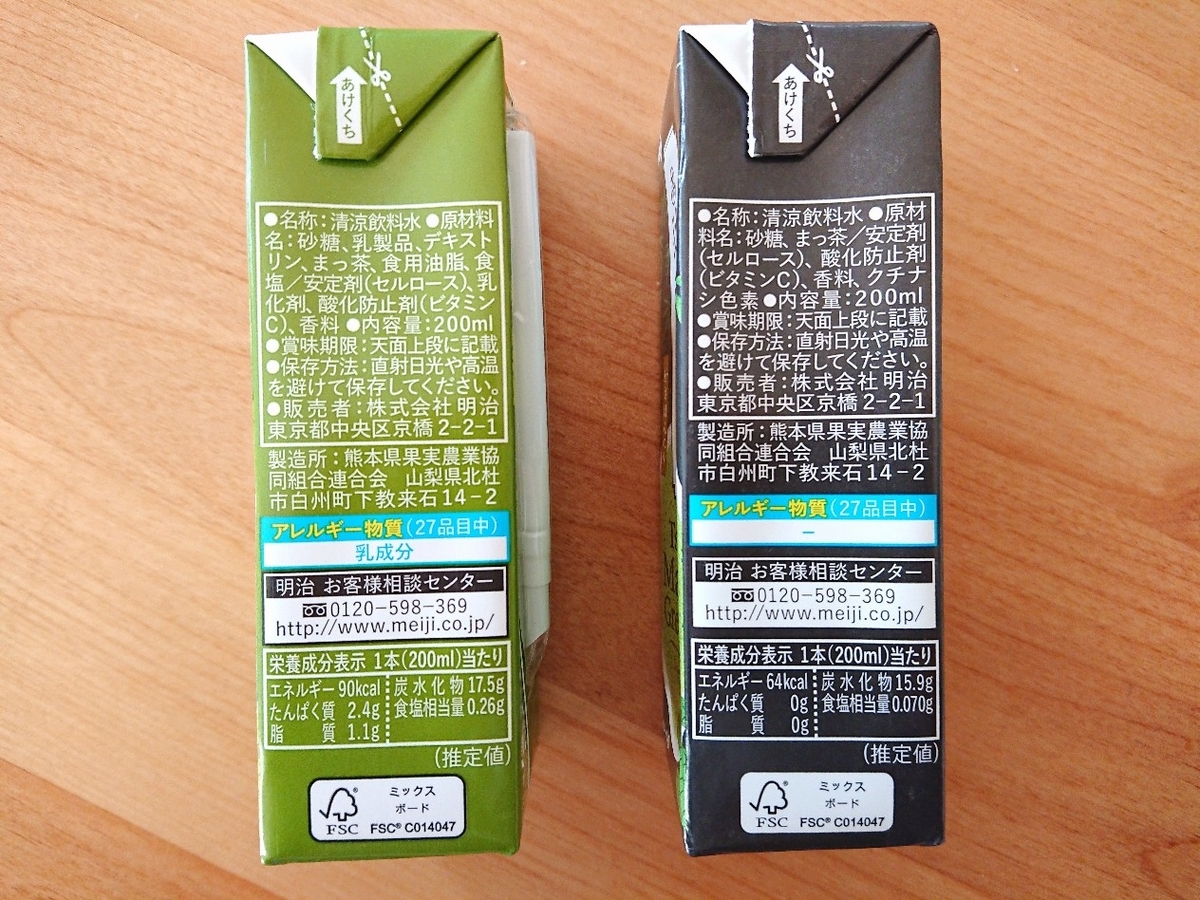 あけくち
●名称:清涼飲料水 ●原材料
名:砂糖、乳製品、デキスト
リン、まっ茶、食用油脂、食
塩/安定剤(セルロース)、乳
化剤、酸化防止剤(ビタミン
C)、香料 ●内容量:200ml
●賞味期限:天面上段に記載
●保存方法:直射日光や高温
を避けて保存してください。
●販売者:株式会社 明治
東京都中央区京橋2-2-1
製造所:熊本県果実農業協
同組合連合会 山梨県北杜
市白州町下教来石14-2
アレルギー物質(27品目中)
乳成分
明治 お客様相談センター
0120-598-369
http://www.meiji.co.jp/
栄養成分表示 1本(200ml)当たり
エネルギー 90kcal 炭水化物 17.5g
たんぱく質 2.4g 食塩相当量 0.26g
脂質 1.1g
(推定値)
ミックス
ボード
FSC® C014047
FSC
あけくち
●名称:清涼飲料水 ●原材
料名:砂糖、まっ茶/安定剤
(セルロース)、酸化防止剤
(ビタミンC)、香料、クチナ
シ色素 ●内容量:200ml
●賞味期限:天面上段に記載
●保存方法:直射日光や高温
を避けて保存してください。
●販売者:株式会社 明治
東京都中央区京橋2-2-1
製造所:熊本県果実農業協
同組合連合会 山梨県北杜
市白州町下教来石14-2
アレルギー物質(27品目中)
－
明治 お客様相談センター
0120-598-369
http://www.meiji.co.jp/
栄養成分表示 1本(200ml)当たり
エネルギー 64kcal 炭水化物 15.9g
たんぱく質 0g 食塩相当量 0.070g
脂質 0g
(推定値)
ミックス
ボード
FSC® C014047
FSC